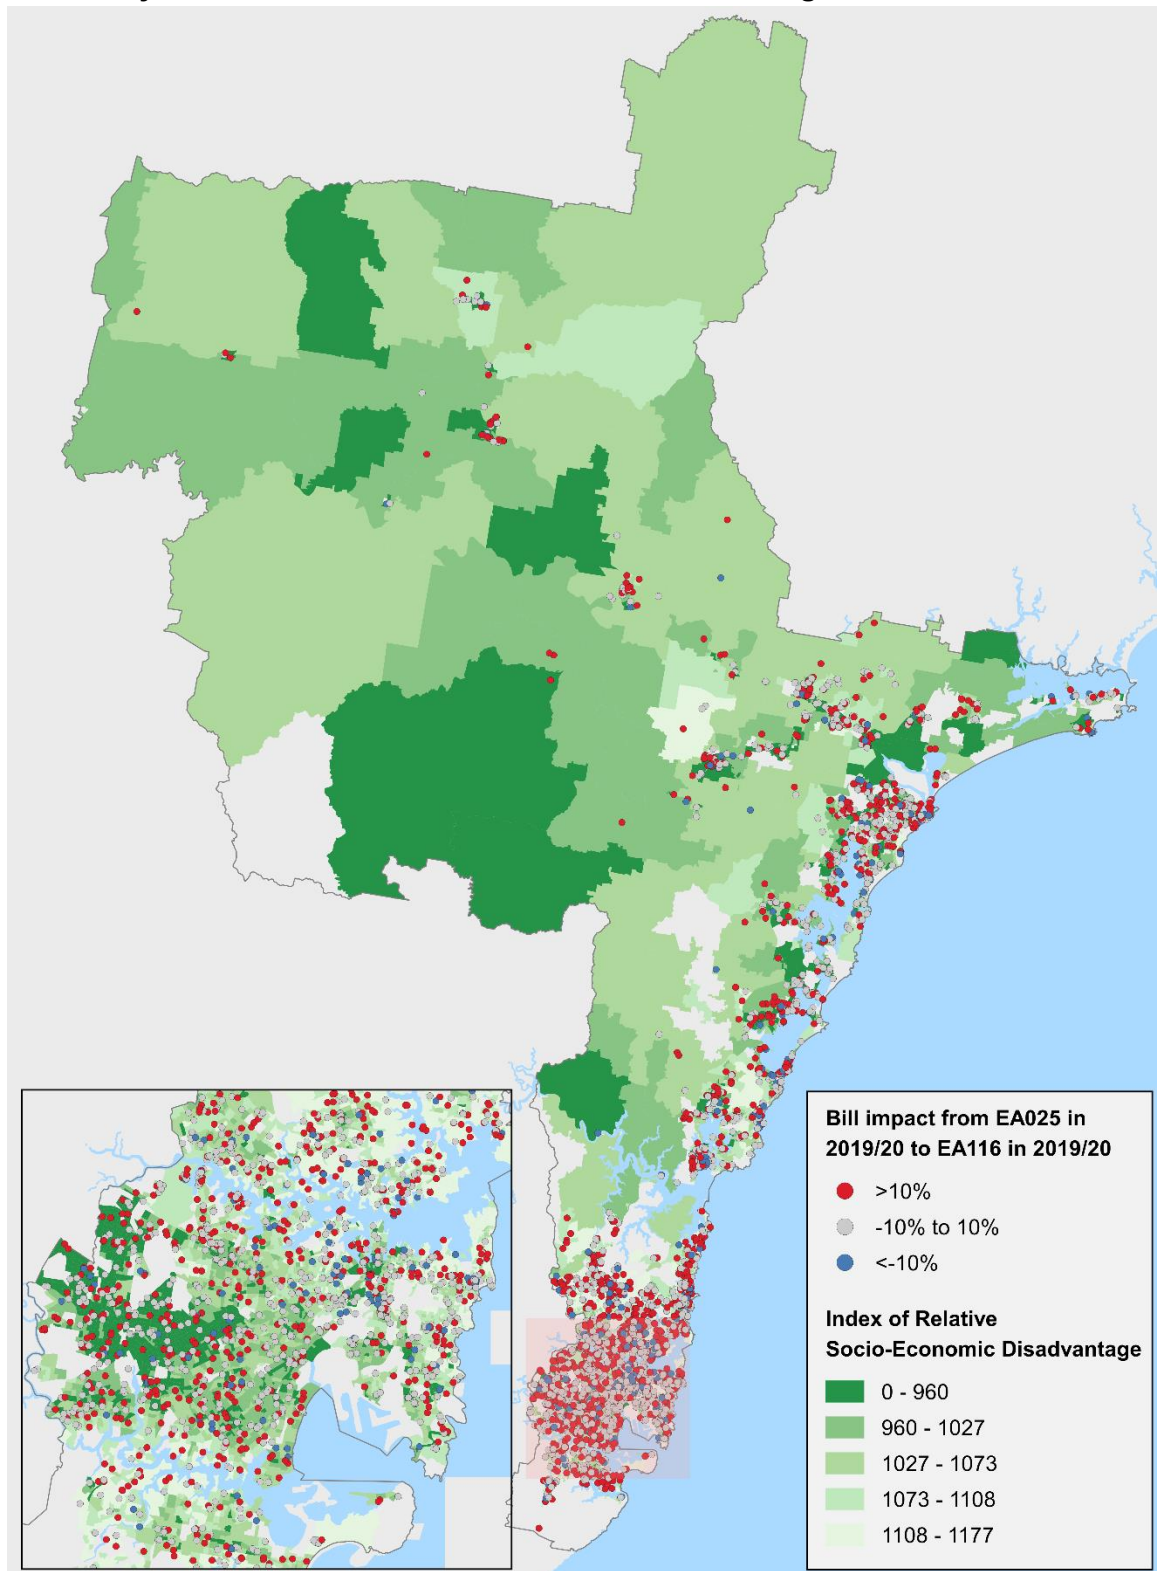 Bill impact from EA025 in
2019/20 to EA116 in 2019/20
>10%
-10% to 10%
<-10%
Index of Relative
Socio-Economic Disadvantage
0 - 960
960 - 1027
1027 - 1073
1073 - 1108
1108 - 1177